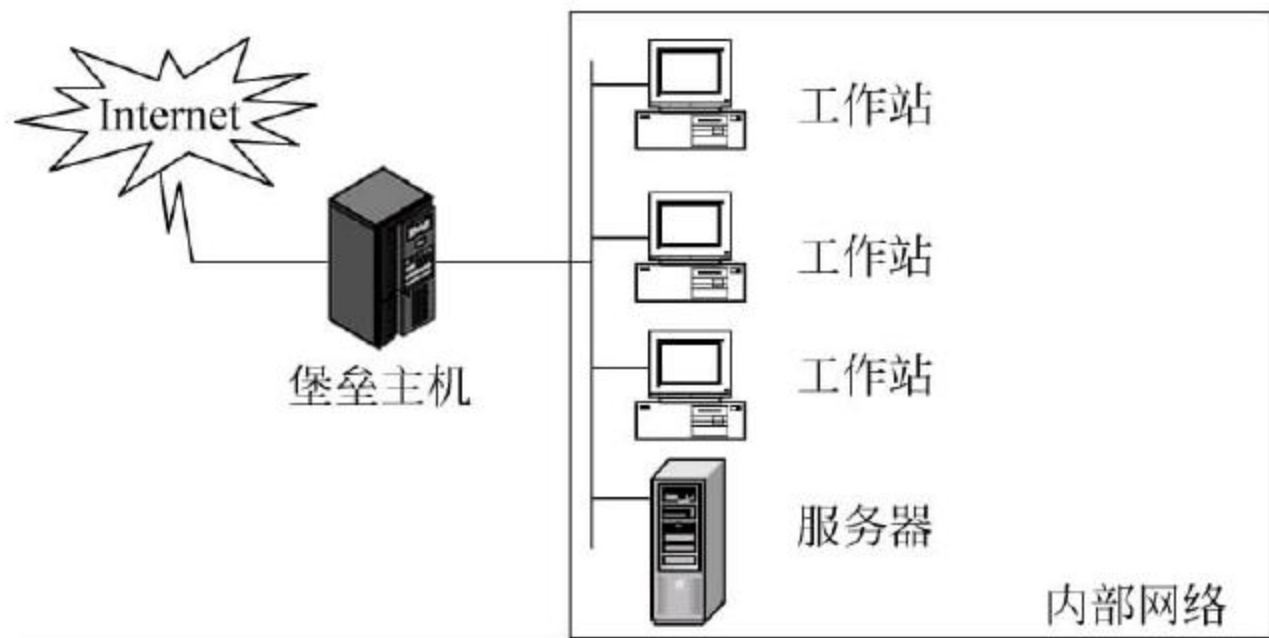 Internet
堡垒主机
工作站
工作站
工作站
服务器
内部网络